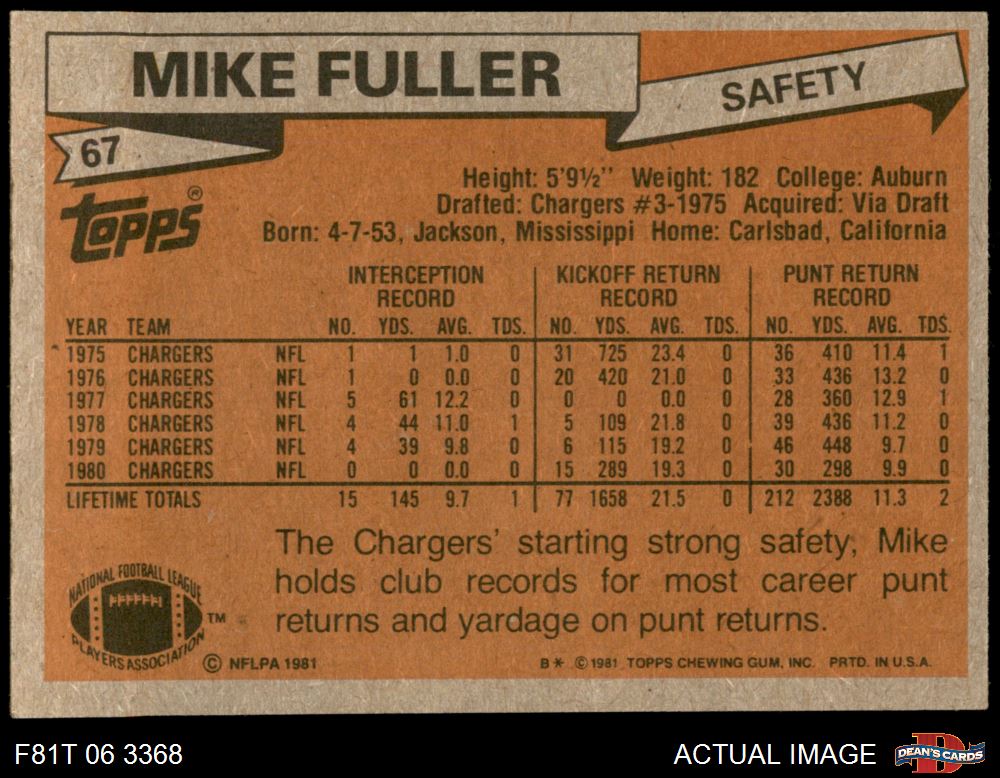 MIKE FULLER
SAFETY
67
TOPPS®
Height: 5'9½'' Weight: 182 College: Auburn
Drafted: Chargers #3-1975 Acquired: Via Draft
Born: 4-7-53, Jackson, Mississippi Home: Carlsbad, California
INTERCEPTION RECORD KICKOFF RETURN RECORD PUNT RETURN RECORD
YEAR TEAM NO. YDS. AVG. TDS. NO. YDS. AVG. TDS. NO. YDS. AVG. TDS.
1975 CHARGERS NFL 1 1 1.0 0 31 725 23.4 0 36 410 11.4 1
1976 CHARGERS NFL 1 0 0.0 0 20 420 21.0 0 33 436 13.2 0
1977 CHARGERS NFL 5 61 12.2 0 0 0 0.0 0 28 360 12.9 1
1978 CHARGERS NFL 4 44 11.0 1 5 109 21.8 0 39 436 11.2 0
1979 CHARGERS NFL 4 39 9.8 0 6 115 19.2 0 46 448 9.7 0
1980 CHARGERS NFL 0 0 0.0 0 15 289 19.3 0 30 298 9.9 0
LIFETIME TOTALS 15 145 9.7 1 77 1658 21.5 0 212 2388 11.3 2
The Chargers' starting strong safety, Mike
holds club records for most career punt
returns and yardage on punt returns.
NATIONAL FOOTBALL LEAGUE
PLAYERS ASSOCIATION
TM
© NFLPA 1981
B* © 1981 TOPPS CHEWING GUM, INC. PRTD. IN U.S.A.
F81T 06 3368
ACTUAL IMAGE
DEAN'S CARDS